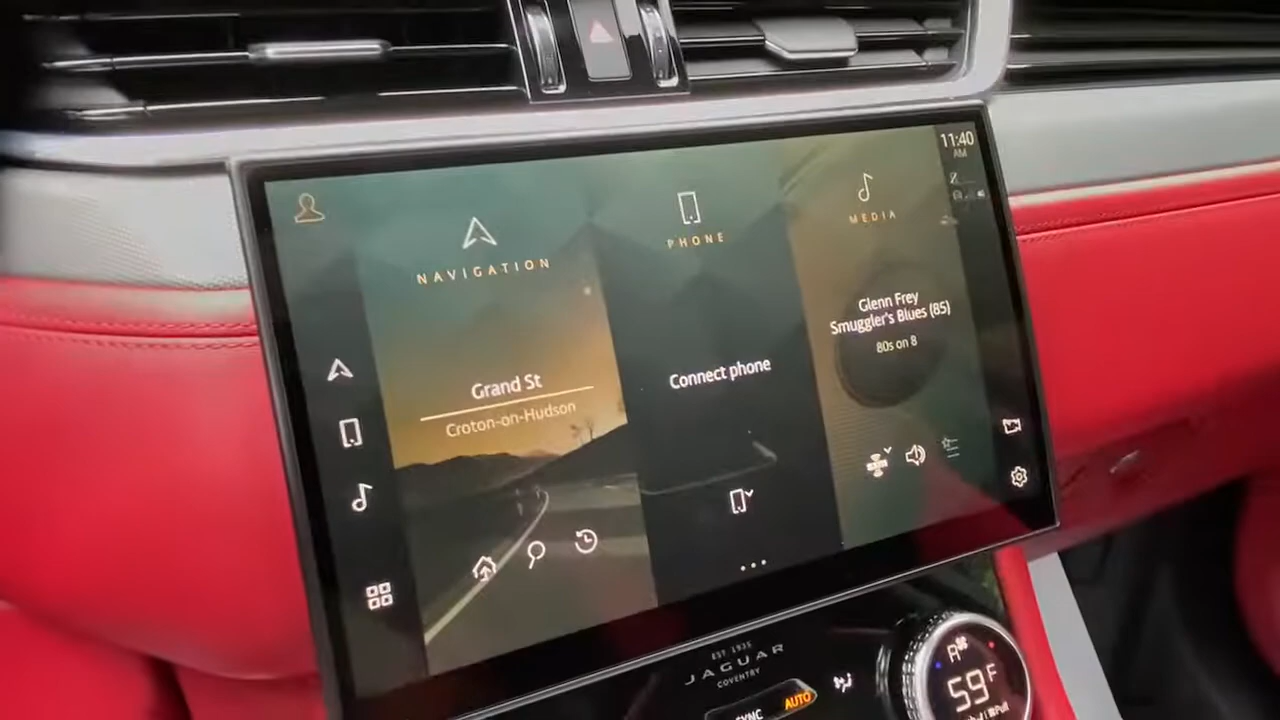 11:40
AM
NAVIGATION
PHONE
MEDIA
Grand St
Croton-on-Hudson
Connect phone
Glenn Frey
Smuggler's Blues (85)
80s on 8
EST 1935
JAGUAR
COVENTRY
SYNC
AUTO
A
59 F